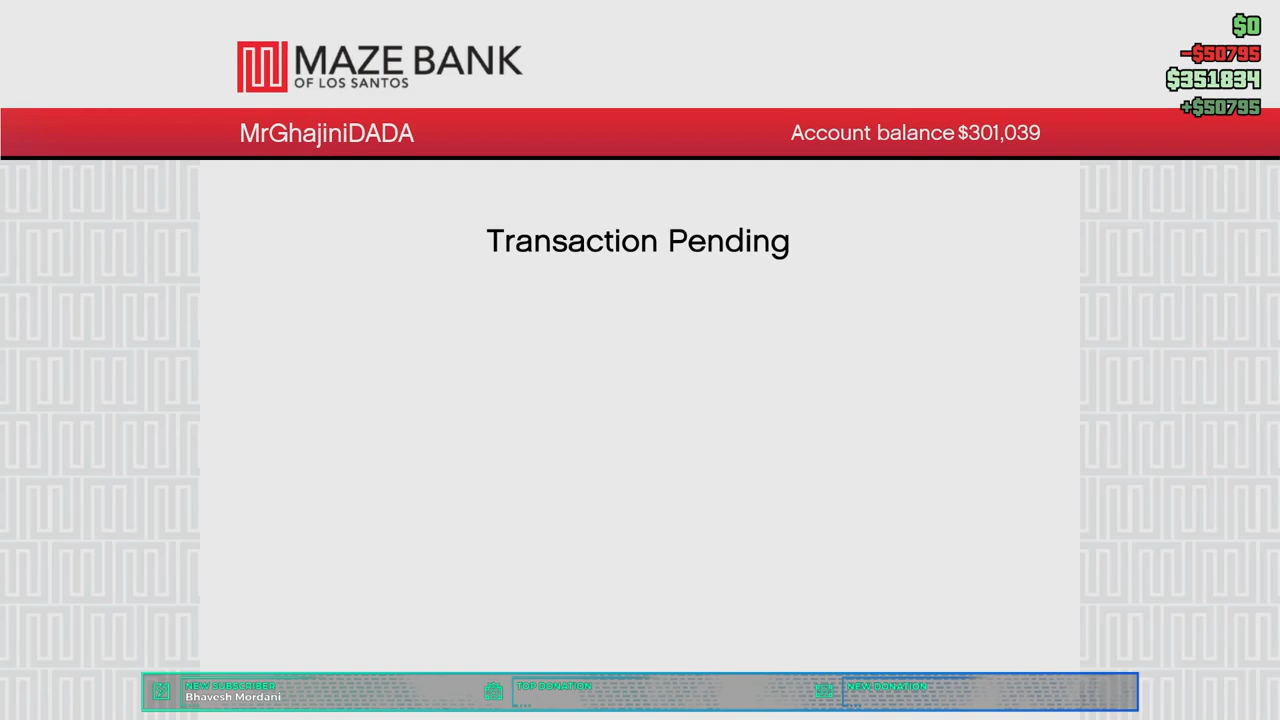 MAZE BANK
OF LOS SANTOS
$0
-$50795
$351834
+$50795
MrGhajiniDADA
Account balance $301,039
Transaction Pending
NEW SUBSCRIBER
Bhavesh Mordani
TOP DONATION
NEW DONATION